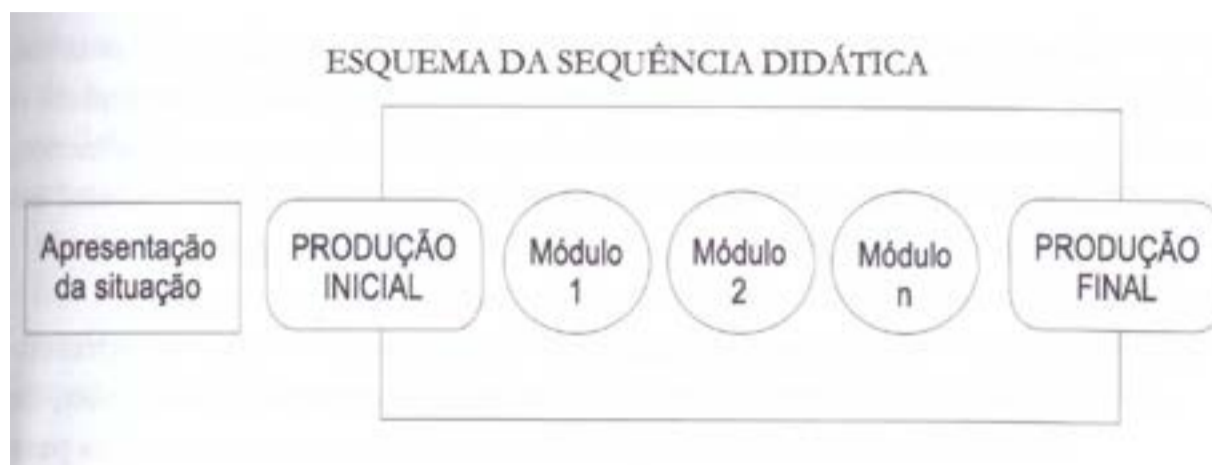 ESQUEMA DA SEQUÊNCIA DIDÁTICA
Apresentação
da situação
PRODUÇÃO
INICIAL
Módulo
1
Módulo
2
Módulo
n
PRODUÇÃO
FINAL